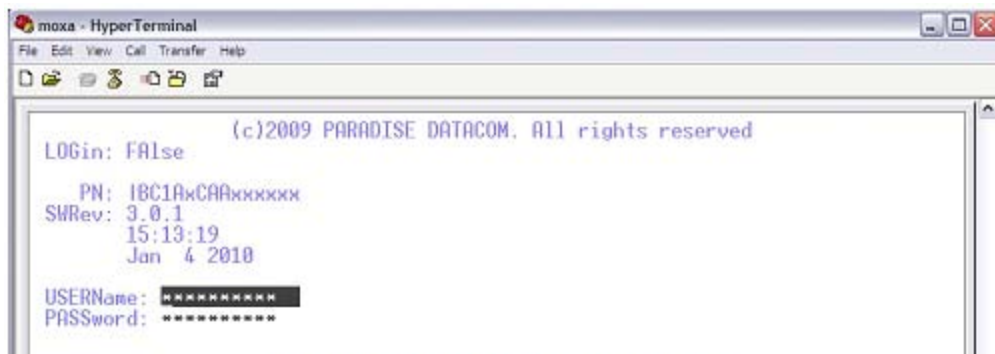 moxa - HyperTerminal
File Edit View Call Transfer Help
(c)2009 PARADISE DATACOM. All rights reserved
LOGin: FAlse
PN: IBC1AxCAAxxxxxx
SWRev: 3.0.1
15:13:19
Jan 4 2010
USERName: **********
PASSword: **********